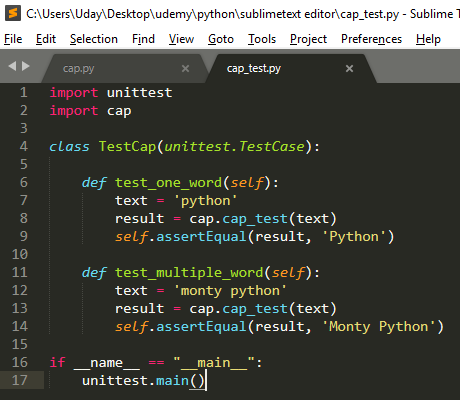 C:\Users\Uday\Desktop\udemy\python\sublimetext editor\cap_test.py - Sublime T
File Edit Selection Find View Goto Tools Project Preferences Help
cap.py × cap_test.py ×
1 import unittest
2 import cap
3
4 class TestCap(unittest.TestCase):
5
6 def test_one_word(self):
7 text = 'python'
8 result = cap.cap_test(text)
9 self.assertEqual(result, 'Python')
10
11 def test_multiple_word(self):
12 text = 'monty python'
13 result = cap.cap_test(text)
14 self.assertEqual(result, 'Monty Python')
15
16 if __name__ == "__main__":
17 unittest.main()